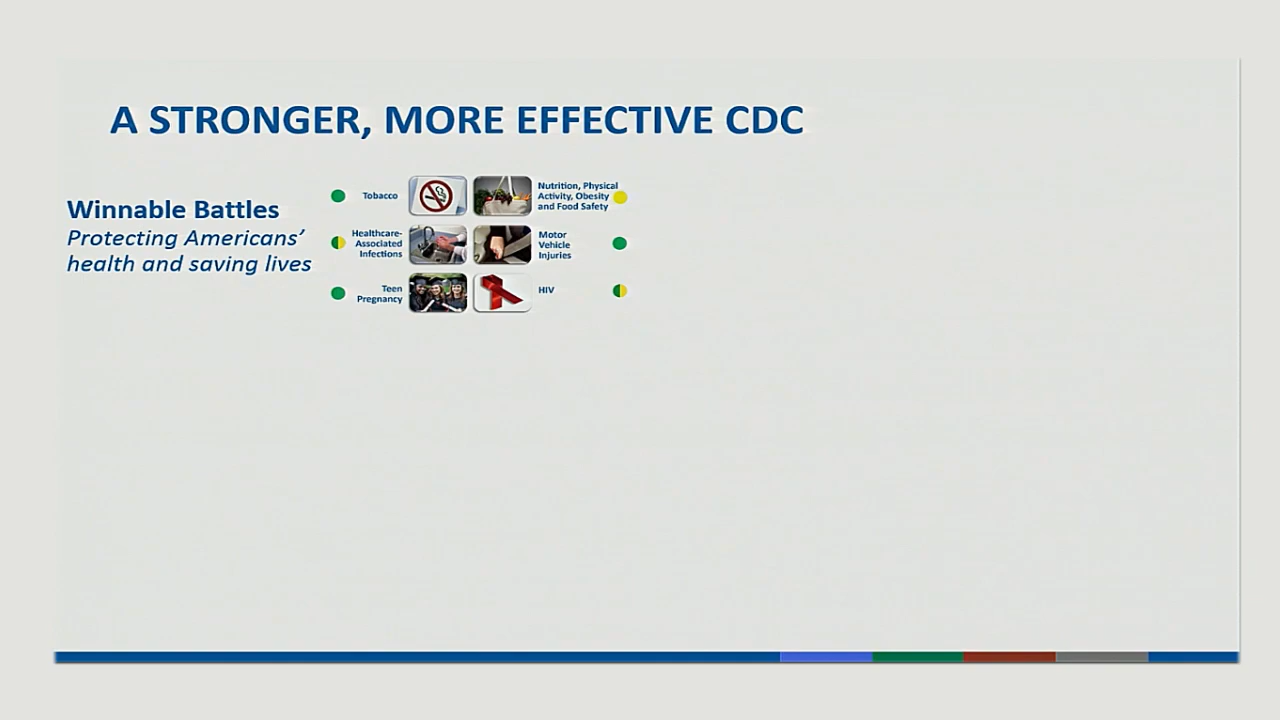 A STRONGER, MORE EFFECTIVE CDC
Winnable Battles
Protecting Americans’
health and saving lives
Tobacco
Nutrition, Physical
Activity, Obesity
and Food Safety
Healthcare-
Associated
Infections
Motor
Vehicle
Injuries
Teen
Pregnancy
HIV